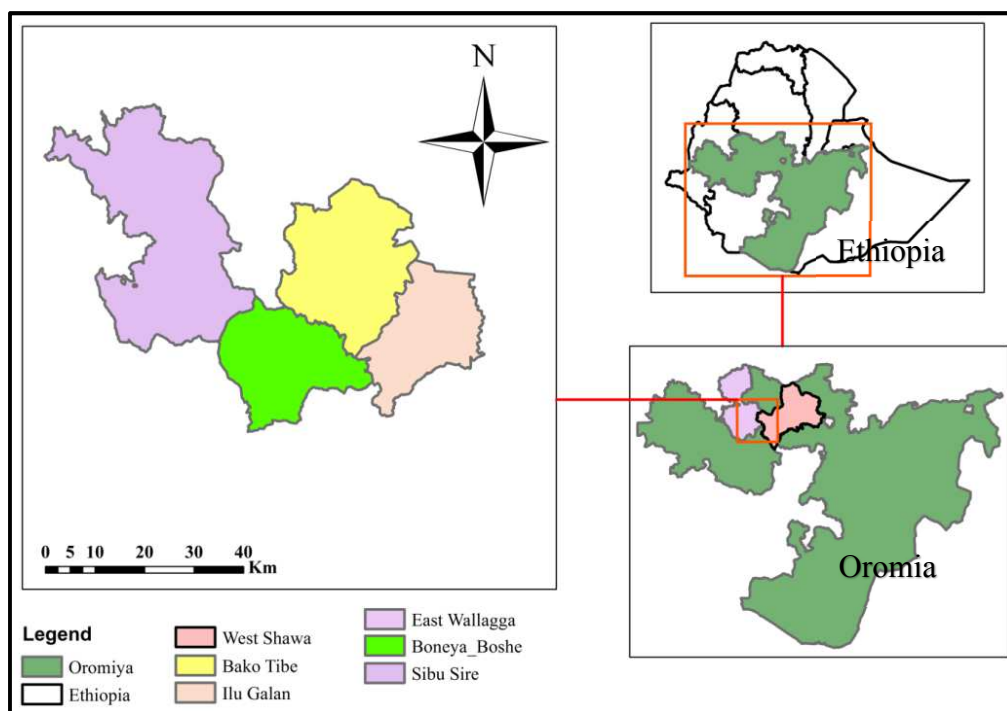 N
Ethiopia
Oromia
0 5 10 20 30 40
Km
Legend
Oromiya
Ethiopia
West Shawa
Bako Tibe
Ilu Galan
East Wallagga
Boneya_Boshe
Sibu Sire